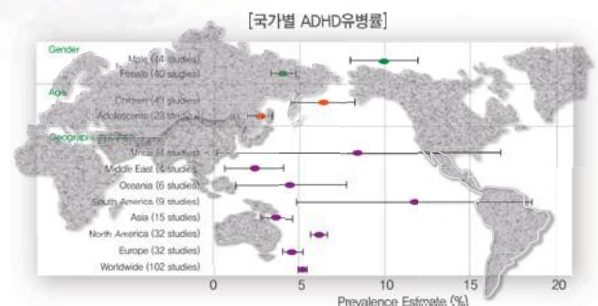 [국가별 ADHD유병률]
Gender
Male (44 studies)
Female (40 studies)
Age
Children (41 studies)
Adolescents (23 studies)
Geographic
Africa (4 studies)
Middle East (4 studies)
Oceania (6 studies)
South America (9 studies)
Asia (15 studies)
North America (32 studies)
Europe (32 studies)
Worldwide (102 studies)
0 5 10 15 20
Prevalence Estimate (%)